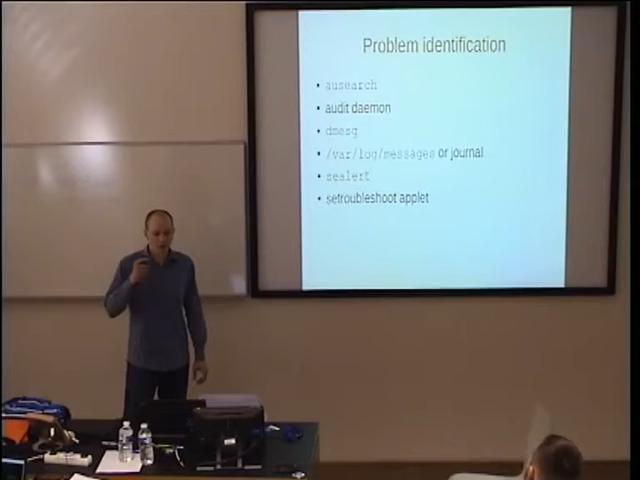 Problem identification
• ausearch
• audit daemon
• dmesg
• /var/log/messages or journal
• sealert
• setroubleshoot applet